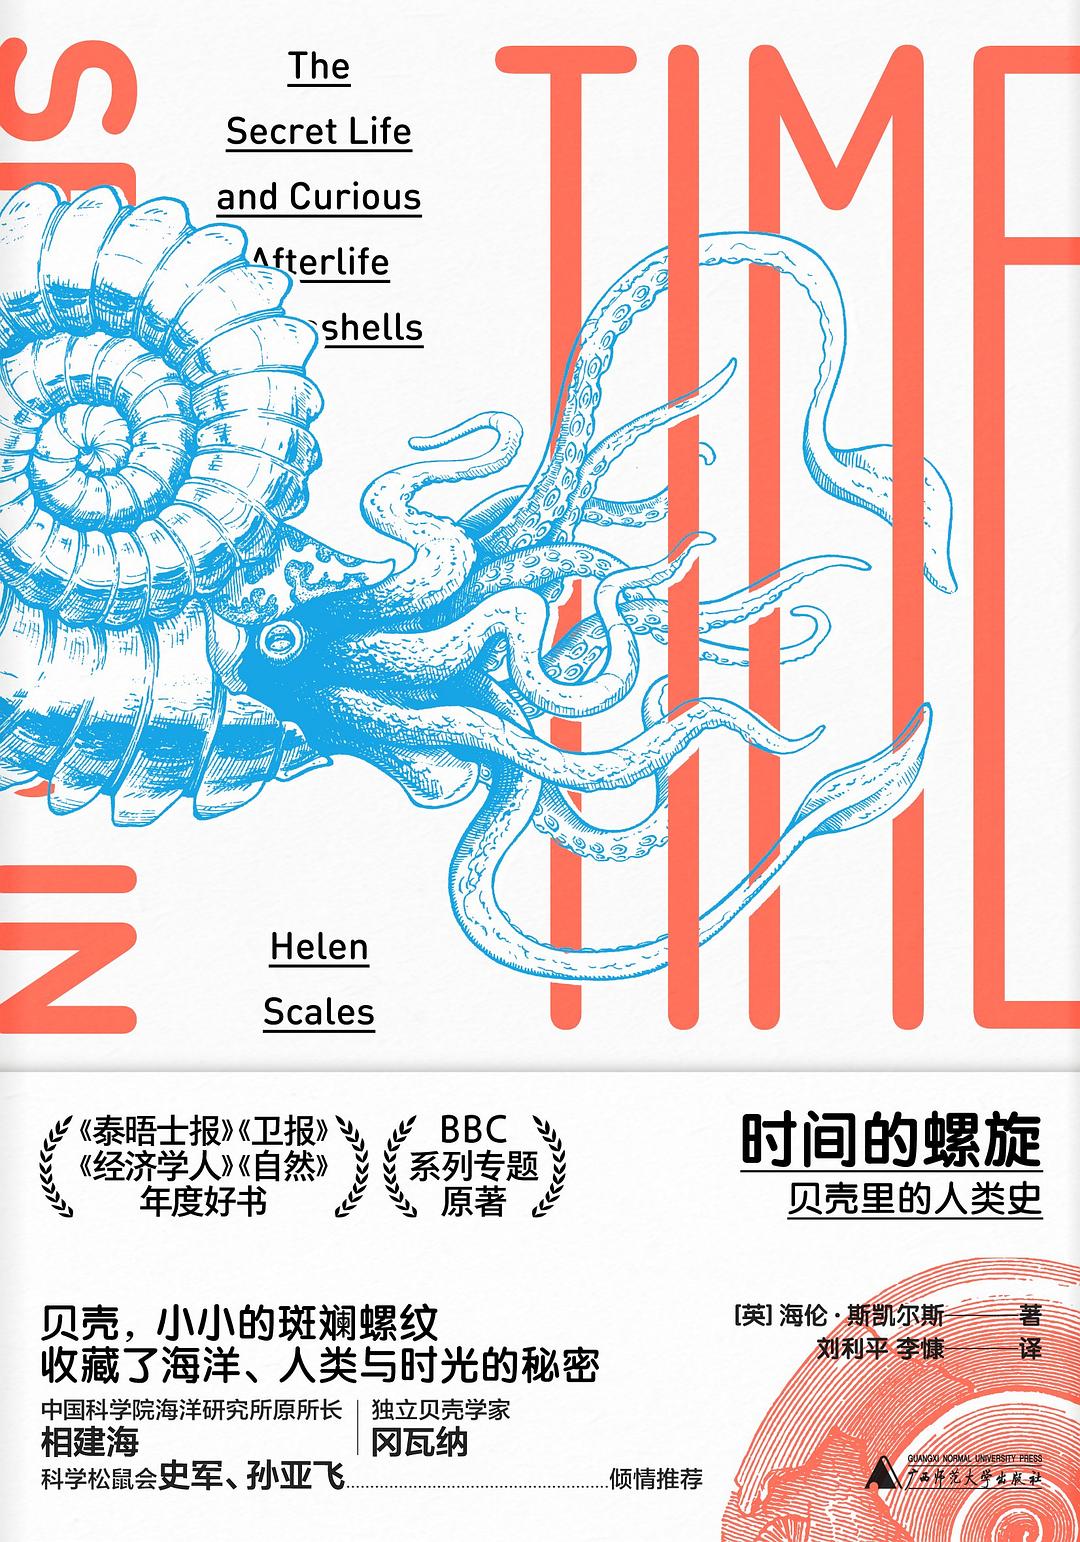 The
Secret Life
and Curious
Afterlife
shells
TIME
IN
Helen
Scales
《泰晤士报》《卫报》
《经济学人》《自然》
年度好书
BBC
系列专题
原著
时间的螺旋
贝壳里的人类史
贝壳，小小的斑斓螺纹
收藏了海洋、人类与时光的秘密
中国科学院海洋研究所原所长
相建海
独立贝壳学家
冈瓦纳
科学松鼠会史军、孙亚飞……倾情推荐
[英] 海伦·斯凯尔斯——著
刘利平 李慷——译
GUANGXI NORMAL UNIVERSITY PRESS
广西师范大学出版社